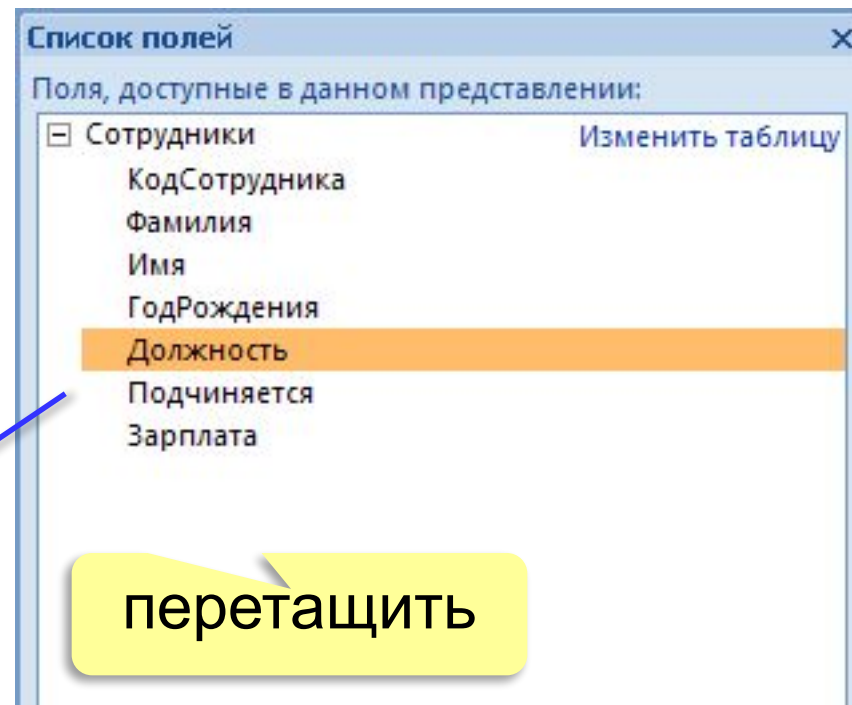 Список полей
Поля, доступные в данном представлении:
Сотрудники Изменить таблицу
КодСотрудника
Фамилия
Имя
ГодРождения
Должность
Подчиняется
Зарплата
перетащить